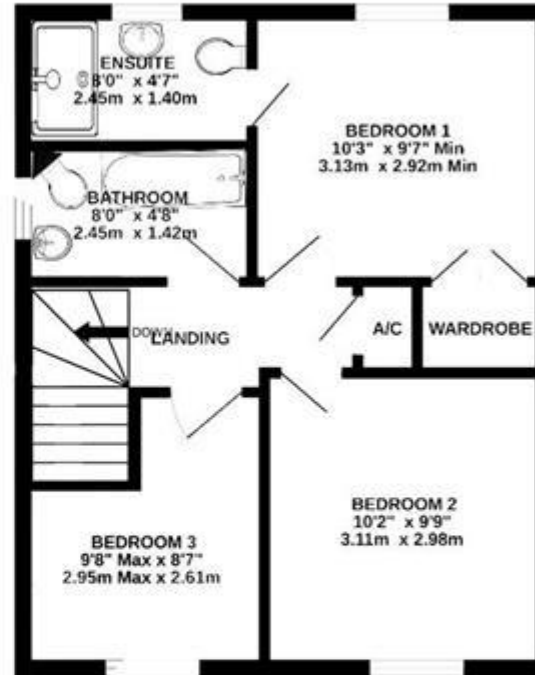 ENSUITE
8'0" x 4'7"
2.45m x 1.40m
BEDROOM 1
10'3" x 9'7" Min
3.13m x 2.92m Min
BATHROOM
8'0" x 4'8"
2.45m x 1.42m
DOWN
LANDING
A/C
WARDROBE
BEDROOM 2
10'2" x 9'9"
3.11m x 2.98m
BEDROOM 3
9'8" Max x 8'7"
2.95m Max x 2.61m